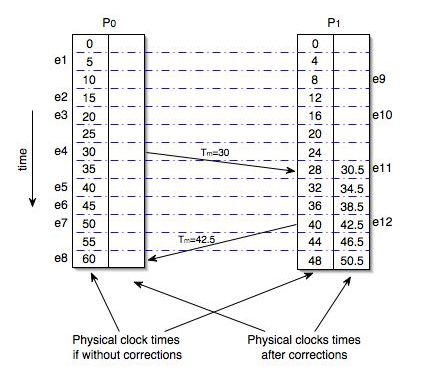 P0 P1
0 0
e1 5 4
10 8 e9
e2 15 12
e3 20 16 e10
25 20
e4 30 Tm=30 24
35 28 30.5 e11
e5 40 32 34.5
e6 45 36 38.5
e7 50 40 42.5 e12
55 Tm=42.5 44 46.5
e8 60 48 50.5
time
Physical clock times Physical clocks times
if without corrections after corrections